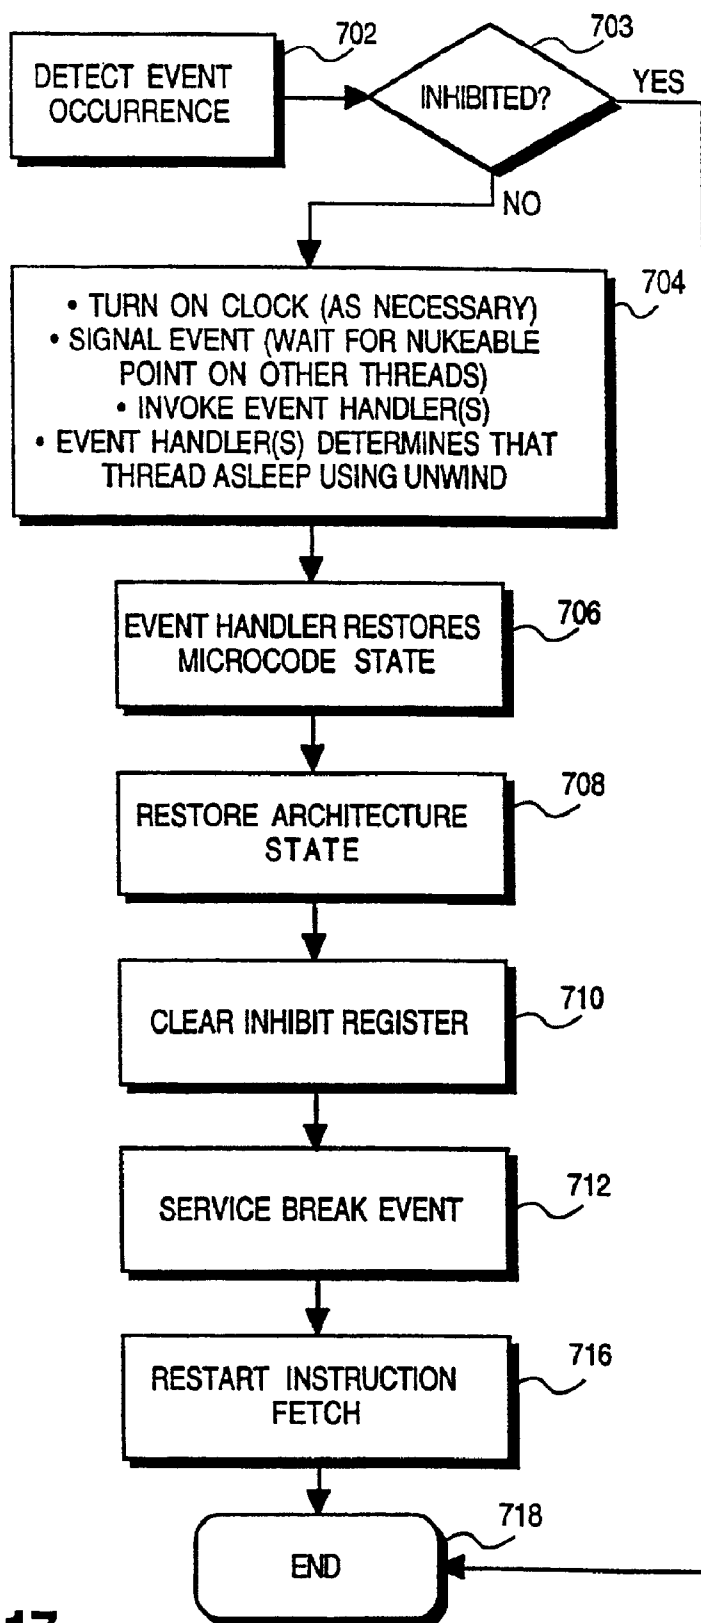 702
DETECT EVENT
OCCURRENCE
703
INHIBITED?
YES
NO
704
• TURN ON CLOCK (AS NECESSARY)
• SIGNAL EVENT (WAIT FOR NUKEABLE
POINT ON OTHER THREADS)
• INVOKE EVENT HANDLER(S)
• EVENT HANDLER(S) DETERMINES THAT
THREAD ASLEEP USING UNWIND
706
EVENT HANDLER RESTORES
MICROCODE STATE
708
RESTORE ARCHITECTURE
STATE
710
CLEAR INHIBIT REGISTER
712
SERVICE BREAK EVENT
716
RESTART INSTRUCTION
FETCH
718
END
17